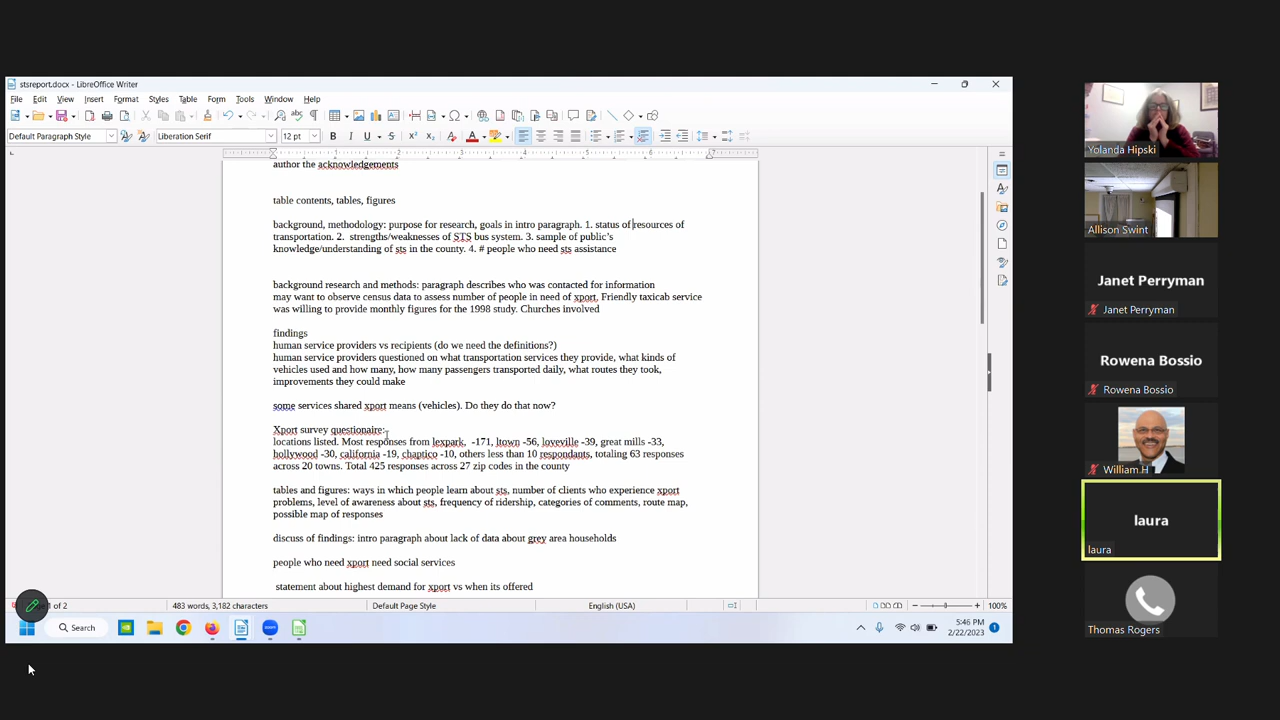 stsreport.docx - LibreOffice Writer
File Edit View Insert Format Styles Table Form Tools Window Help
Default Paragraph Style Liberation Serif 12 pt
author the acknowledgements
table contents, tables, figures
background, methodology: purpose for research, goals in intro paragraph. 1. status of resources of
transportation. 2.  strengths/weaknesses of STS bus system. 3. sample of public's
knowledge/understanding of sts in the county. 4. # people who need sts assistance
background research and methods: paragraph describes who was contacted for information
may want to observe census data to assess number of people in need of xport. Friendly taxicab service
was willing to provide monthly figures for the 1998 study. Churches involved
findings
human service providers vs recipients (do we need the definitions?)
human service providers questioned on what transportation services they provide, what kinds of
vehicles used and how many, how many passengers transported daily, what routes they took,
improvements they could make
some services shared xport means (vehicles). Do they do that now?
Xport survey questionaire:
locations listed. Most responses from lexpark,  -171, ltown -56, loveville -39, great mills -33,
hollywood -30, california -19, chaptico -10, others less than 10 respondants, totaling 63 responses
across 20 towns. Total 425 responses across 27 zip codes in the county
tables and figures: ways in which people learn about sts, number of clients who experience xport
problems, level of awareness about sts, frequency of ridership, categories of comments, route map,
possible map of responses
discuss of findings: intro paragraph about lack of data about grey area households
people who need xport need social services
statement about highest demand for xport vs when its offered
1 of 2 483 words, 3,182 characters Default Page Style English (USA) 100%
Search
5:46 PM
2/22/2023
Yolanda Hipski
Allison Swint
Janet Perryman
Janet Perryman
Rowena Bossio
Rowena Bossio
William.H
laura
laura
Thomas Rogers